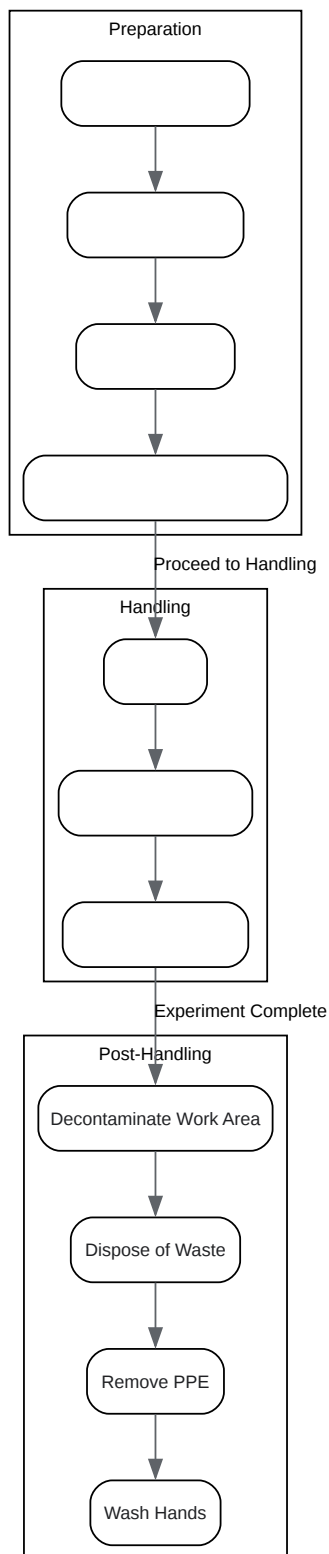 Preparation
Proceed to Handling
Handling
Experiment Complete
Post-Handling
Decontaminate Work Area
Dispose of Waste
Remove PPE
Wash Hands